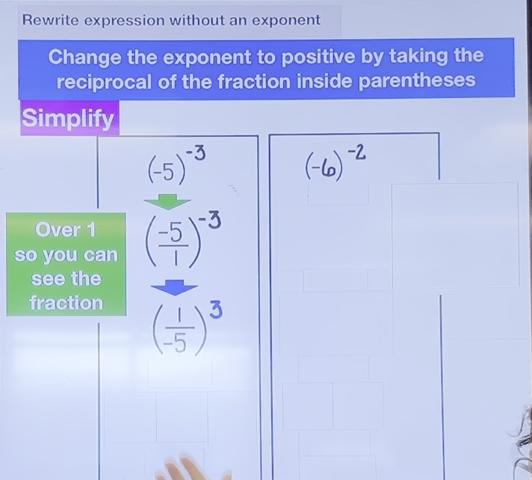 Rewrite expression without an exponent
Change the exponent to positive by taking the
reciprocal of the fraction inside parentheses
Simplify
(-5)^-3
(-6)^-2
Over 1
so you can
see the
fraction
(-5/1)^-3
(1/-5)^3